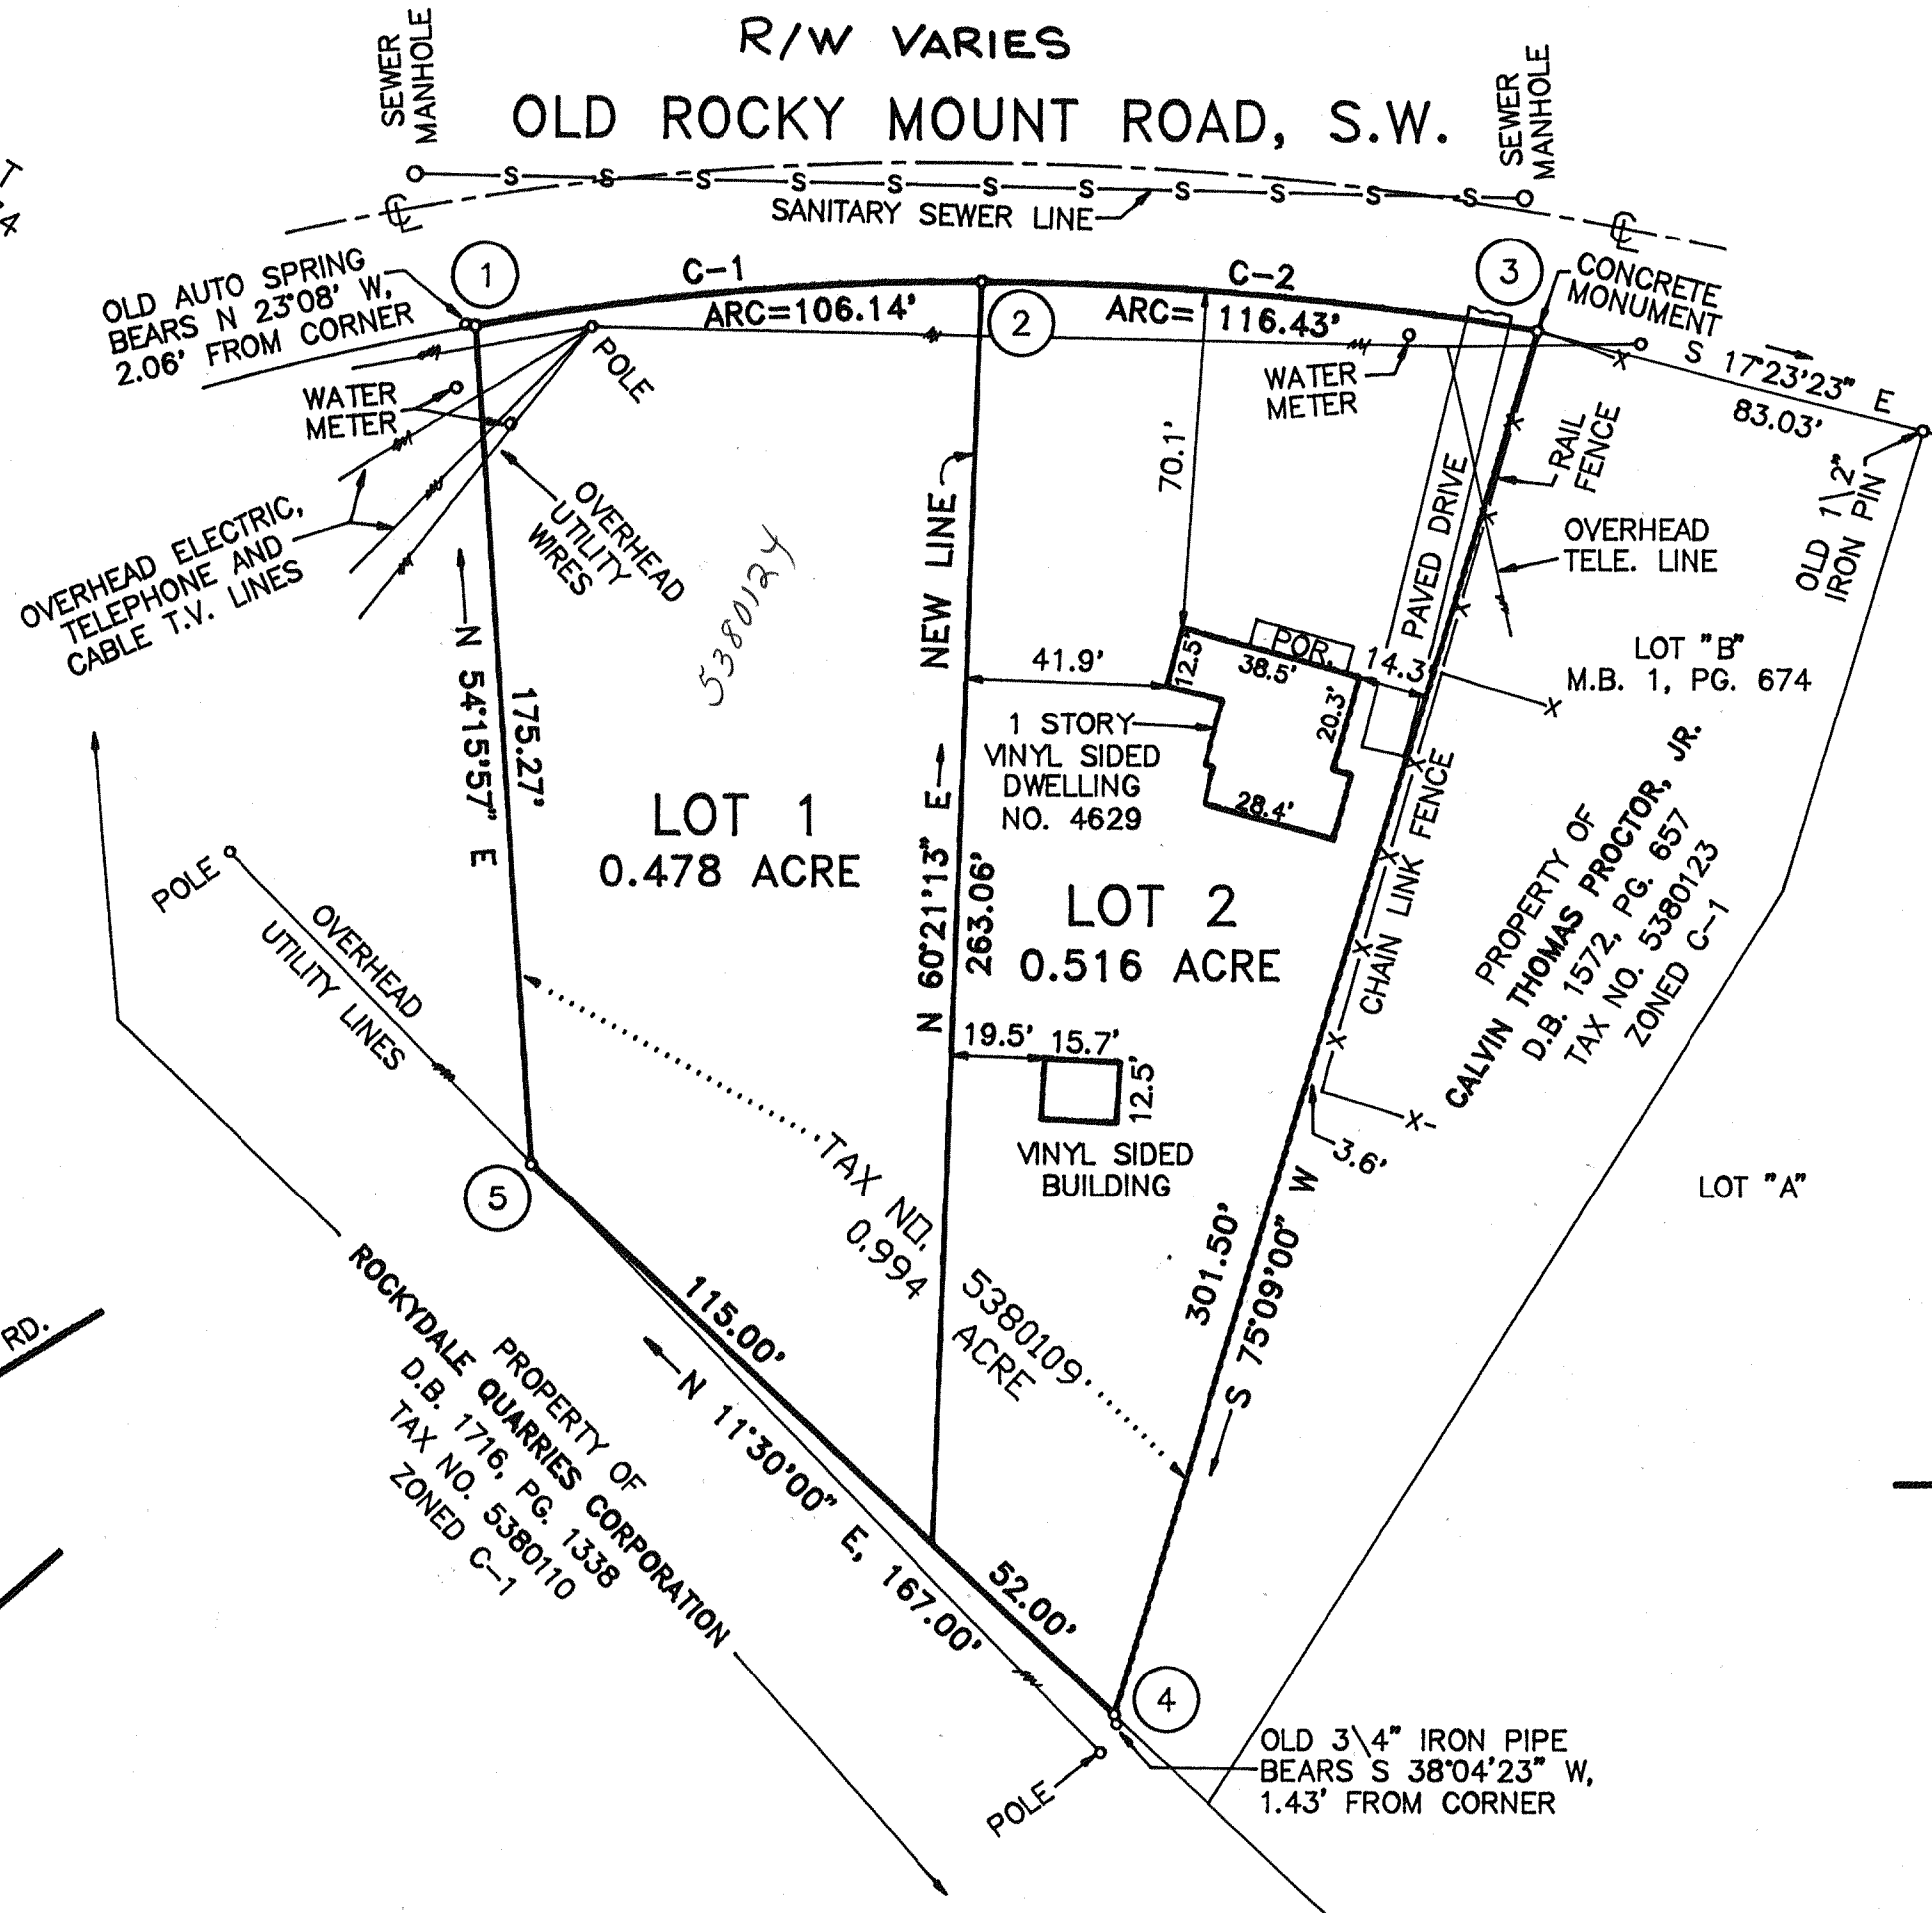 R/W VARIES
OLD ROCKY MOUNT ROAD, S.W.
SEWER
MANHOLE
SEWER
MANHOLE
S S S S S S S S S S S
SANITARY SEWER LINE
OLD AUTO SPRING
BEARS N 23°08' W,
2.06' FROM CORNER
1
C-1
ARC=106.14'
2
C-2
ARC= 116.43'
3
CONCRETE
MONUMENT
S 17°23'23" E
83.03'
WATER
METER
POLE
WATER
METER
RAIL
FENCE
OLD 1\2"
IRON PIN
OVERHEAD ELECTRIC,
TELEPHONE AND
CABLE T.V. LINES
OVERHEAD
UTILITY
WIRES
5380124
NEW LINE
70.1'
PAVED DRIVE
OVERHEAD
TELE. LINE
LOT "B"
M.B. 1, PG. 674
N 54°15'57" E
175.27'
41.9'
12.5'
POR.
38.5'
14.3
20.3'
28.4'
1 STORY
VINYL SIDED
DWELLING
NO. 4629
LOT 1
0.478 ACRE
N 60°21'13" E
263.06'
LOT 2
0.516 ACRE
CHAIN LINK FENCE
PROPERTY OF
CALVIN THOMAS PROCTOR, JR.
D.B. 1572, PG. 657
TAX NO. 5380123
ZONED C-1
POLE
OVERHEAD
UTILITY LINES
19.5'
15.7'
12.5'
VINYL SIDED
BUILDING
3.6'
LOT "A"
5
TAX NO. 5380109
0.994 ACRE
301.50'
S 75°09'00" W
RD.
115.00'
N 11°30'00" E, 167.00'
52.00'
PROPERTY OF
ROCKYDALE QUARRIES CORPORATION
D.B. 1716, PG. 1338
TAX NO. 5380110
ZONED C-1
4
POLE
OLD 3\4" IRON PIPE
BEARS S 38°04'23" W,
1.43' FROM CORNER